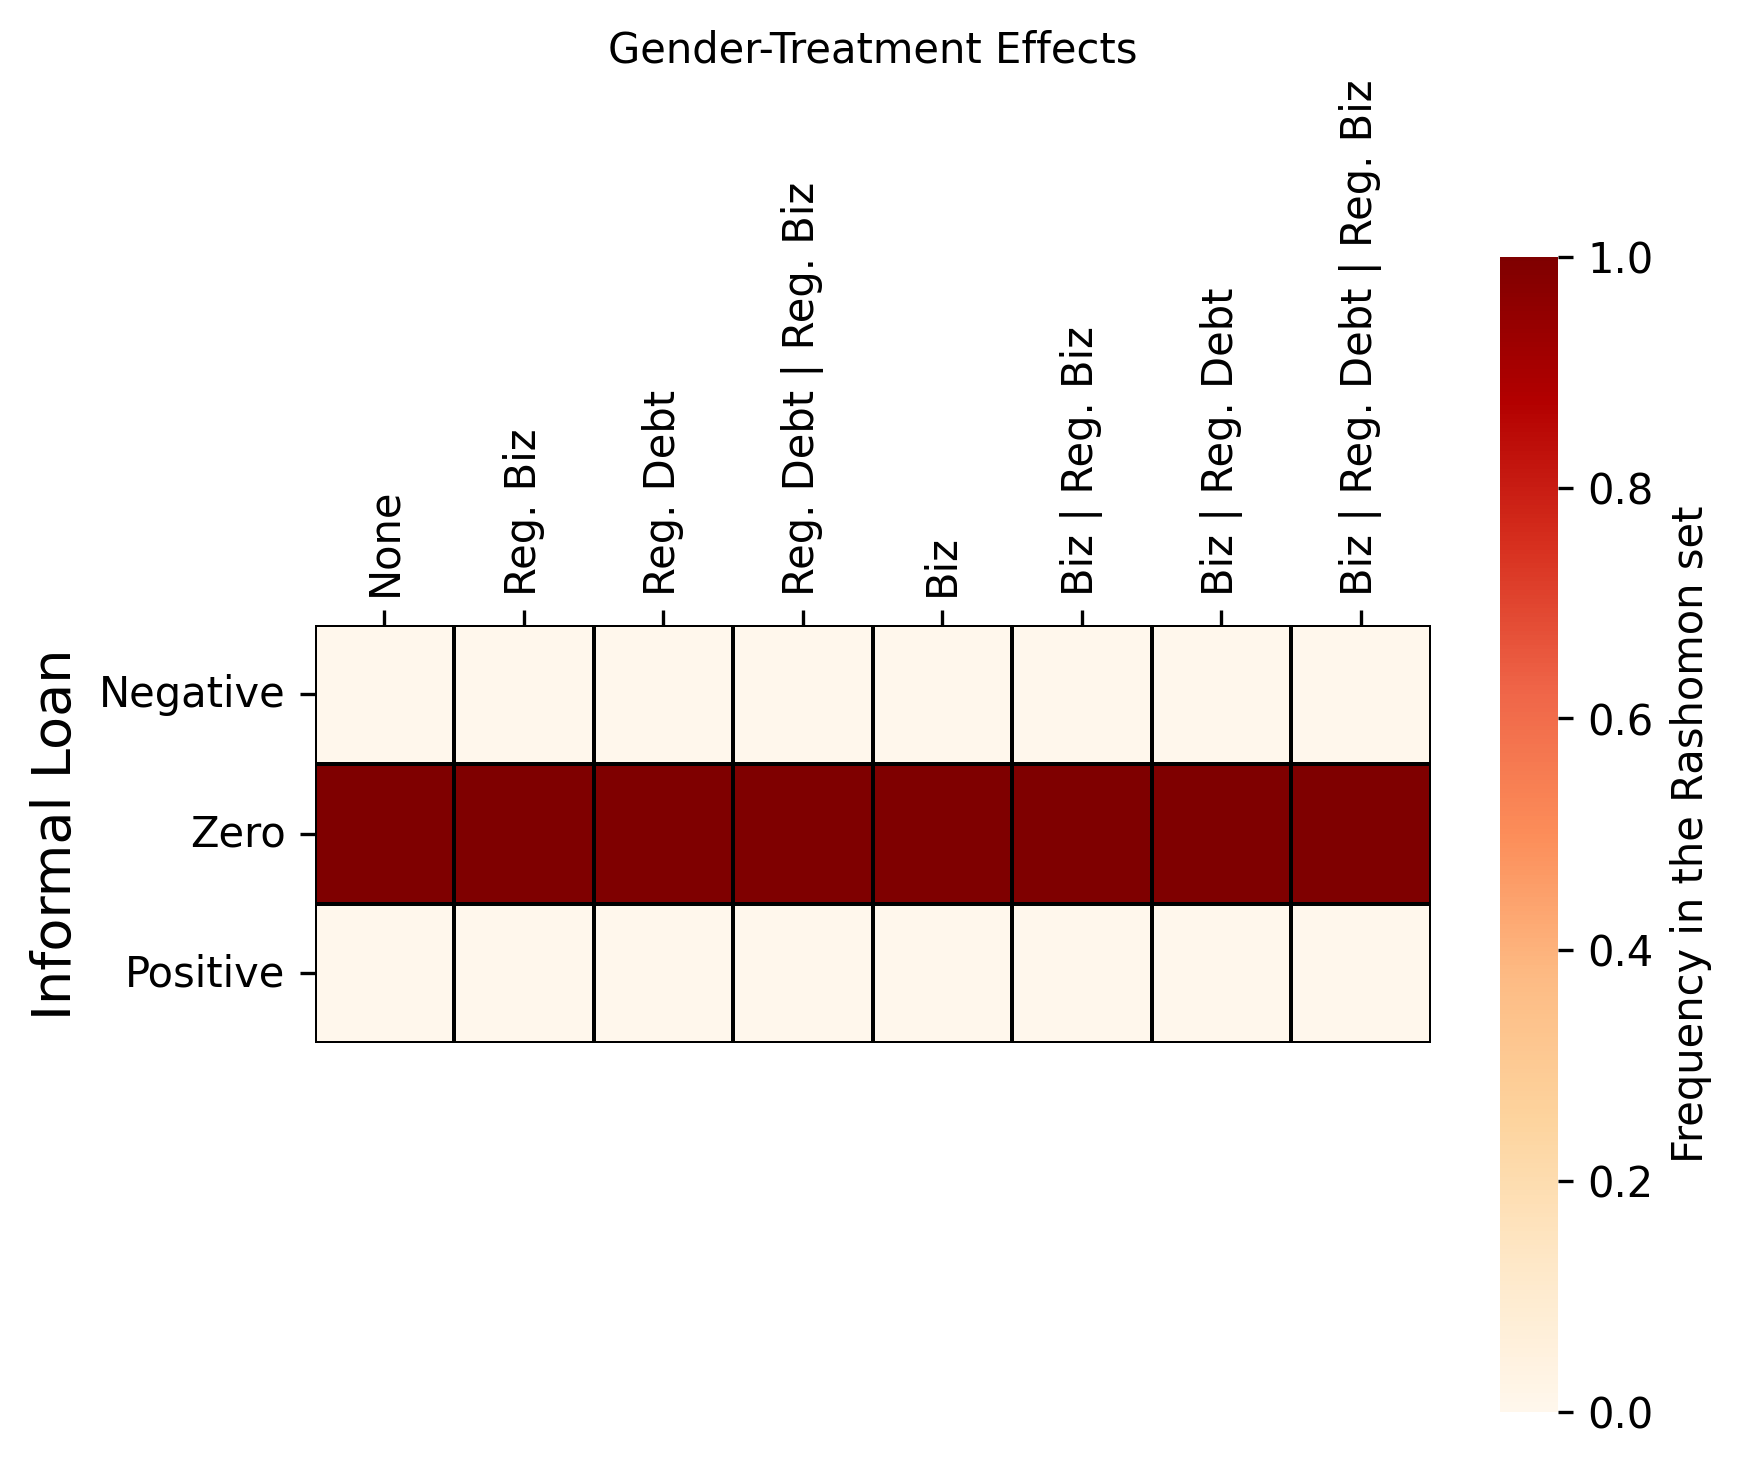 Gender-Treatment Effects
None
Reg. Biz
Reg. Debt
Reg. Debt | Reg. Biz
Biz
Biz | Reg. Biz
Biz | Reg. Debt
Biz | Reg. Debt | Reg. Biz
Informal Loan
Negative
Zero
Positive
1.0
0.8
0.6
0.4
0.2
0.0
Frequency in the Rashomon set